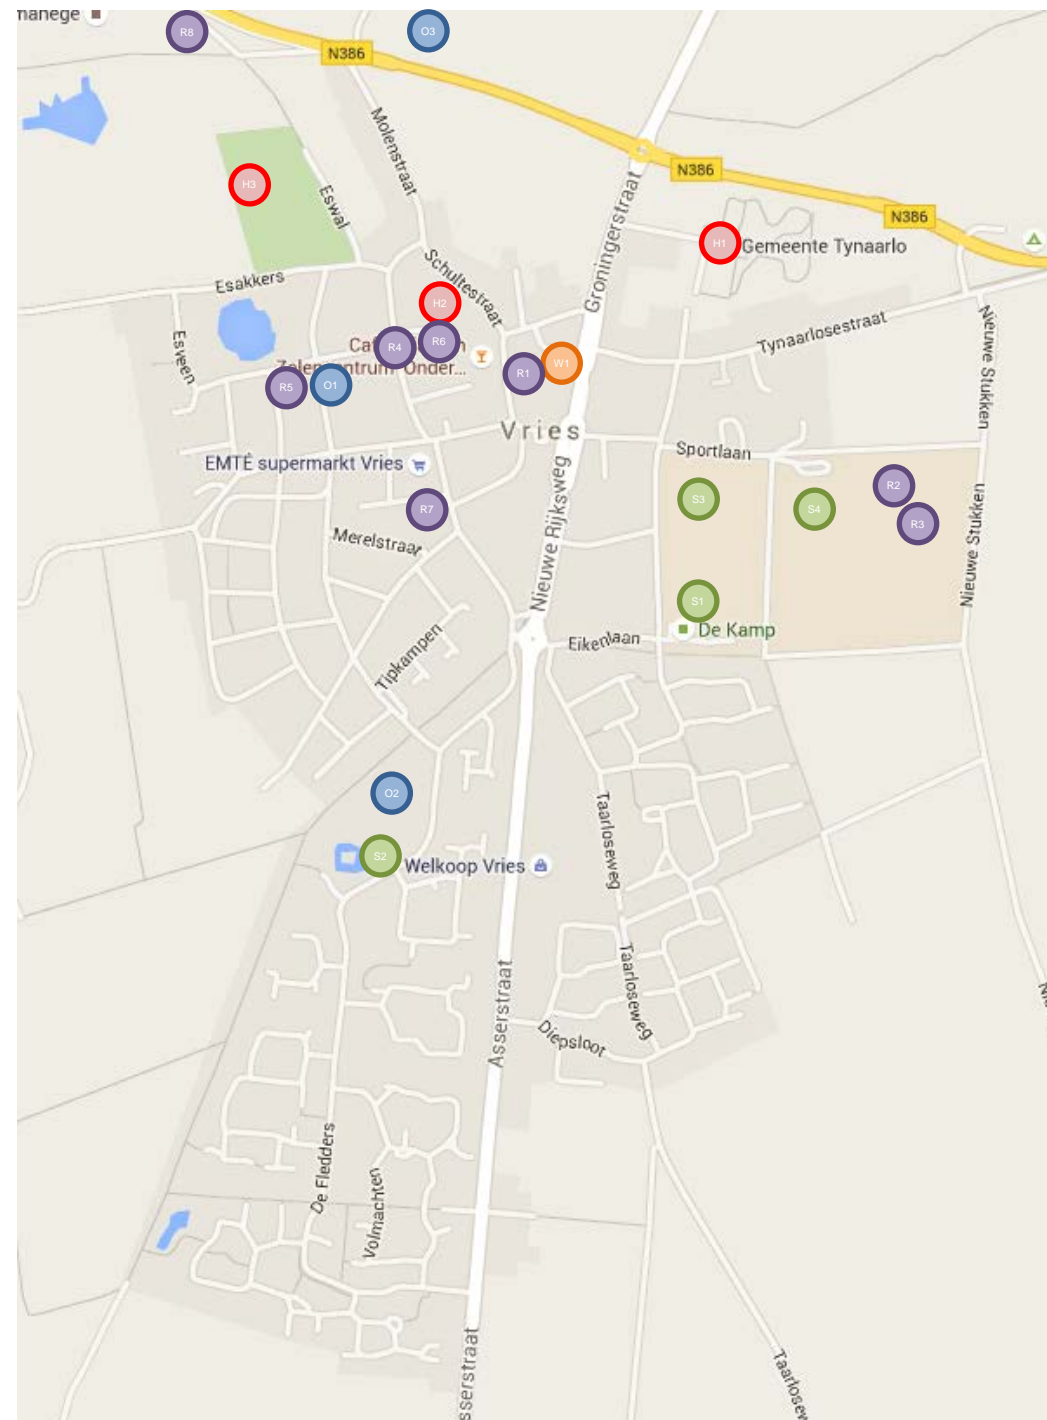 manege
R8
O3
N386
Molenstraat
N386
H3
Eswal
Groningerstraat
N386
H1
Gemeente Tynaarlo
Schultestraat
Esakkers
H2
Nieuwe Stukken
Tynaarlosestraat
Esveen
R4
R6
W1
R1
R5
O1
Onder...
Vries
Sportlaan
EMTÉ supermarkt Vries
R2
S3
S4
R7
R3
Nieuwe Rijksweg
Nieuwe Stukken
Merelstraat
S1
De Kamp
Eikenlaan
Tipkampen
O2
Taarloseweg
S2
Welkoop Vries
Taarloseweg
Asserstraat
Diepsloot
De Fledders
Volmachten
sserstraat
Taarlosew